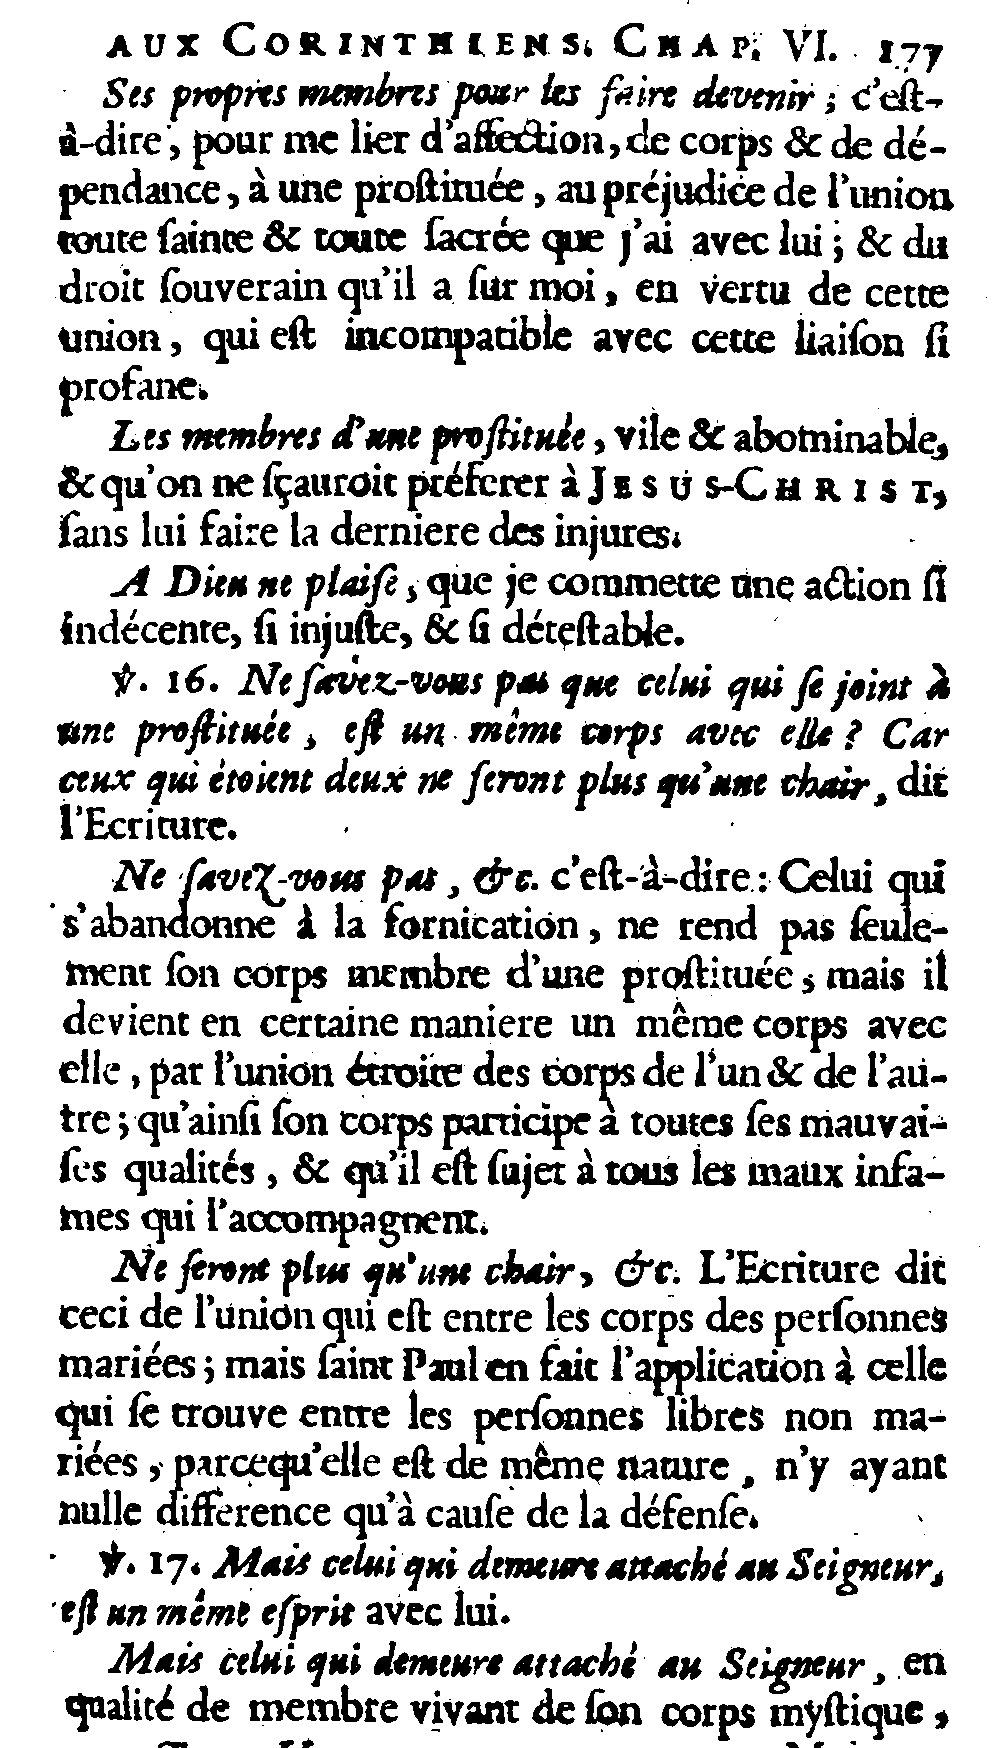 AUX CORINTHIENS. CHAP. VI. 177
Ses propres membres pour les faire devenir ; c'eſt-
à-dire, pour me lier d'affection, de corps & de dé-
pendance, à une proſtituée, au préjudice de l'union
toute ſainte & toute ſacrée que j'ai avec lui ; & du
droit ſouverain qu'il a ſur moi, en vertu de cette
union, qui eſt incompatible avec cette liaiſon ſi
profane.
Les membres d'une proſtituée, vile & abominable,
& qu'on ne ſçauroit préferer à JESUS-CHRIST,
ſans lui faire la derniere des injures.
A Dieu ne plaiſe, que je commette une action ſi
indécente, ſi injuſte, & ſi déteſtable.
℣. 16. Ne ſavez-vous pas que celui qui ſe joint à
une proſtituée, eſt un même corps avec elle ? Car
ceux qui étoient deux ne ſeront plus qu'une chair, dit
l'Ecriture.
Ne ſavez-vous pas, &c. c'eſt-à-dire : Celui qui
s'abandonne à la fornication, ne rend pas ſeule-
ment ſon corps membre d'une proſtituée ; mais il
devient en certaine maniere un même corps avec
elle, par l'union étroite des corps de l'un & de l'au-
tre ; qu'ainſi ſon corps participe à toutes ſes mauvai-
ſes qualités, & qu'il eſt ſujet à tous les maux infa-
mes qui l'accompagnent.
Ne ſeront plus qu'une chair, &c. L'Ecriture dit
ceci de l'union qui eſt entre les corps des perſonnes
mariées ; mais ſaint Paul en fait l'application à celle
qui ſe trouve entre les perſonnes libres non ma-
riées, parcequ'elle eſt de même nature, n'y ayant
nulle difference qu'à cauſe de la défenſe.
℣. 17. Mais celui qui demeure attaché au Seigneur,
eſt un même eſprit avec lui.
Mais celui qui demeure attaché au Seigneur, en
qualité de membre vivant de ſon corps myſtique,